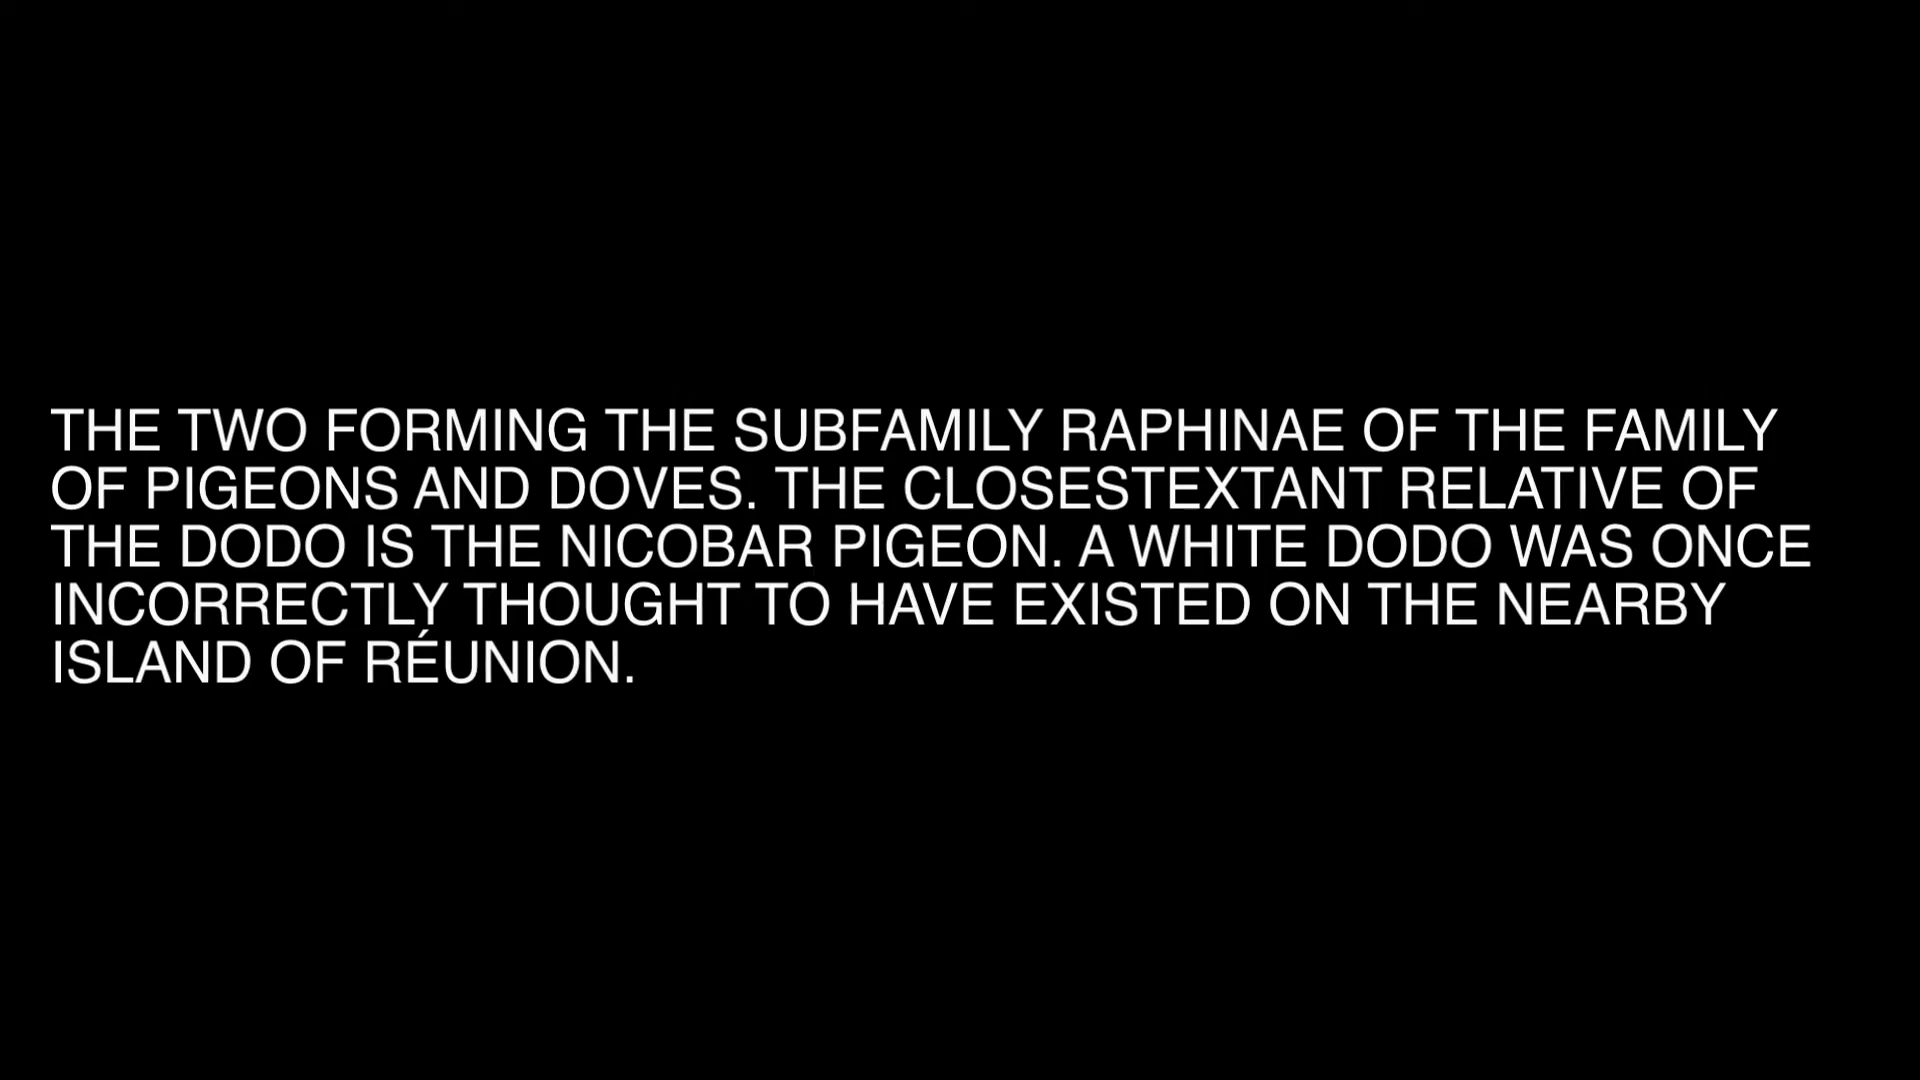 THE TWO FORMING THE SUBFAMILY RAPHINAE OF THE FAMILY
OF PIGEONS AND DOVES. THE CLOSESTEXTANT RELATIVE OF
THE DODO IS THE NICOBAR PIGEON. A WHITE DODO WAS ONCE
INCORRECTLY THOUGHT TO HAVE EXISTED ON THE NEARBY
ISLAND OF RÉUNION.